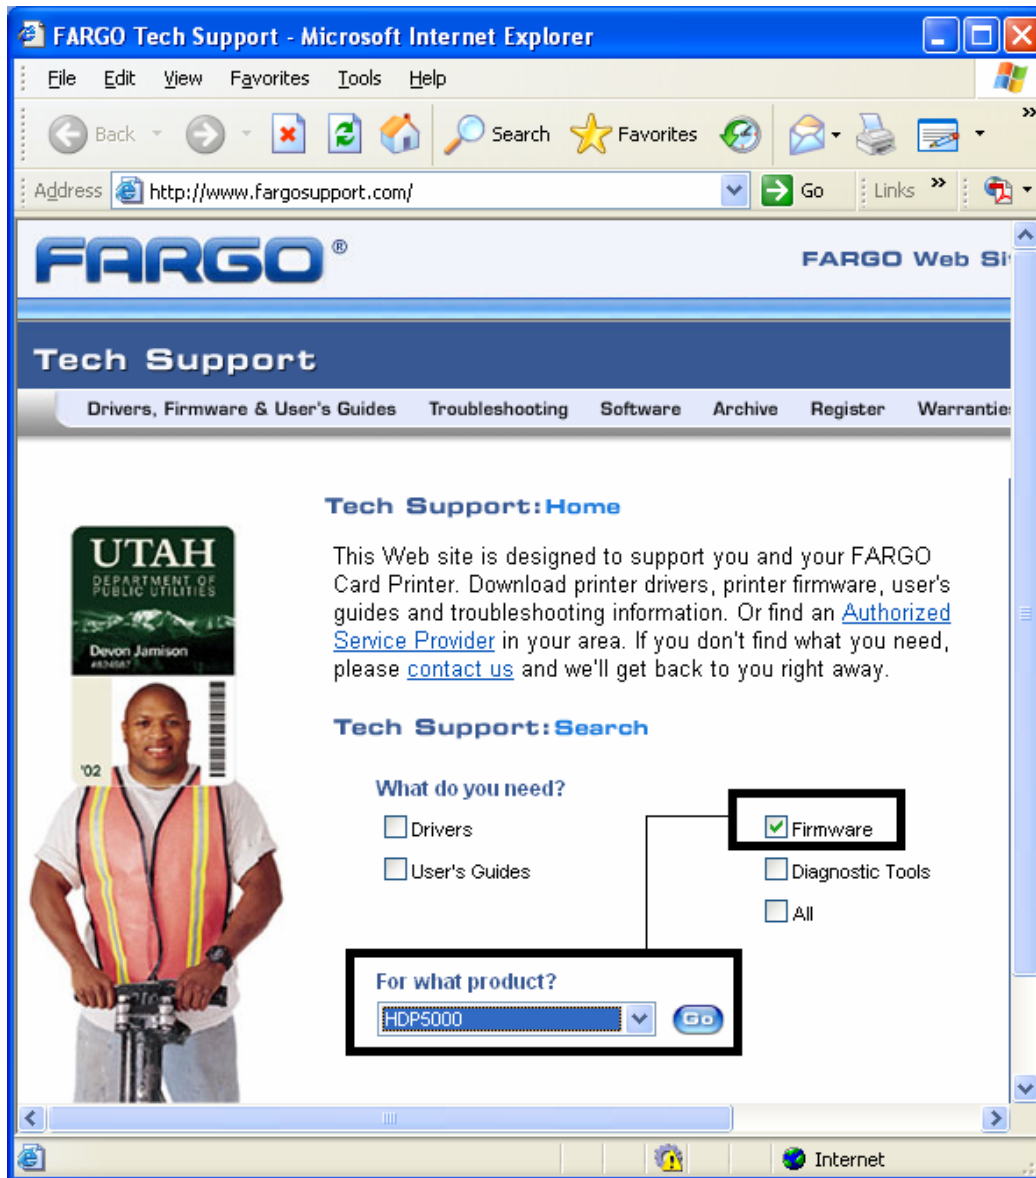 FARGO Tech Support - Microsoft Internet Explorer
File Edit View Favorites Tools Help
Back Search Favorites »
Address http://www.fargosupport.com/ Go Links »
FARGO® FARGO Web Si
Tech Support
Drivers, Firmware & User's Guides Troubleshooting Software Archive Register Warrantie
Tech Support:Home
This Web site is designed to support you and your FARGO
Card Printer. Download printer drivers, printer firmware, user's
guides and troubleshooting information. Or find an Authorized
Service Provider in your area. If you don't find what you need,
please contact us and we'll get back to you right away.
UTAH
DEPARTMENT OF
PUBLIC UTILITIES
Devon Jamison
'02
Tech Support:Search
What do you need?
Drivers Firmware
User's Guides Diagnostic Tools
All
For what product?
HDP5000 Go
Internet